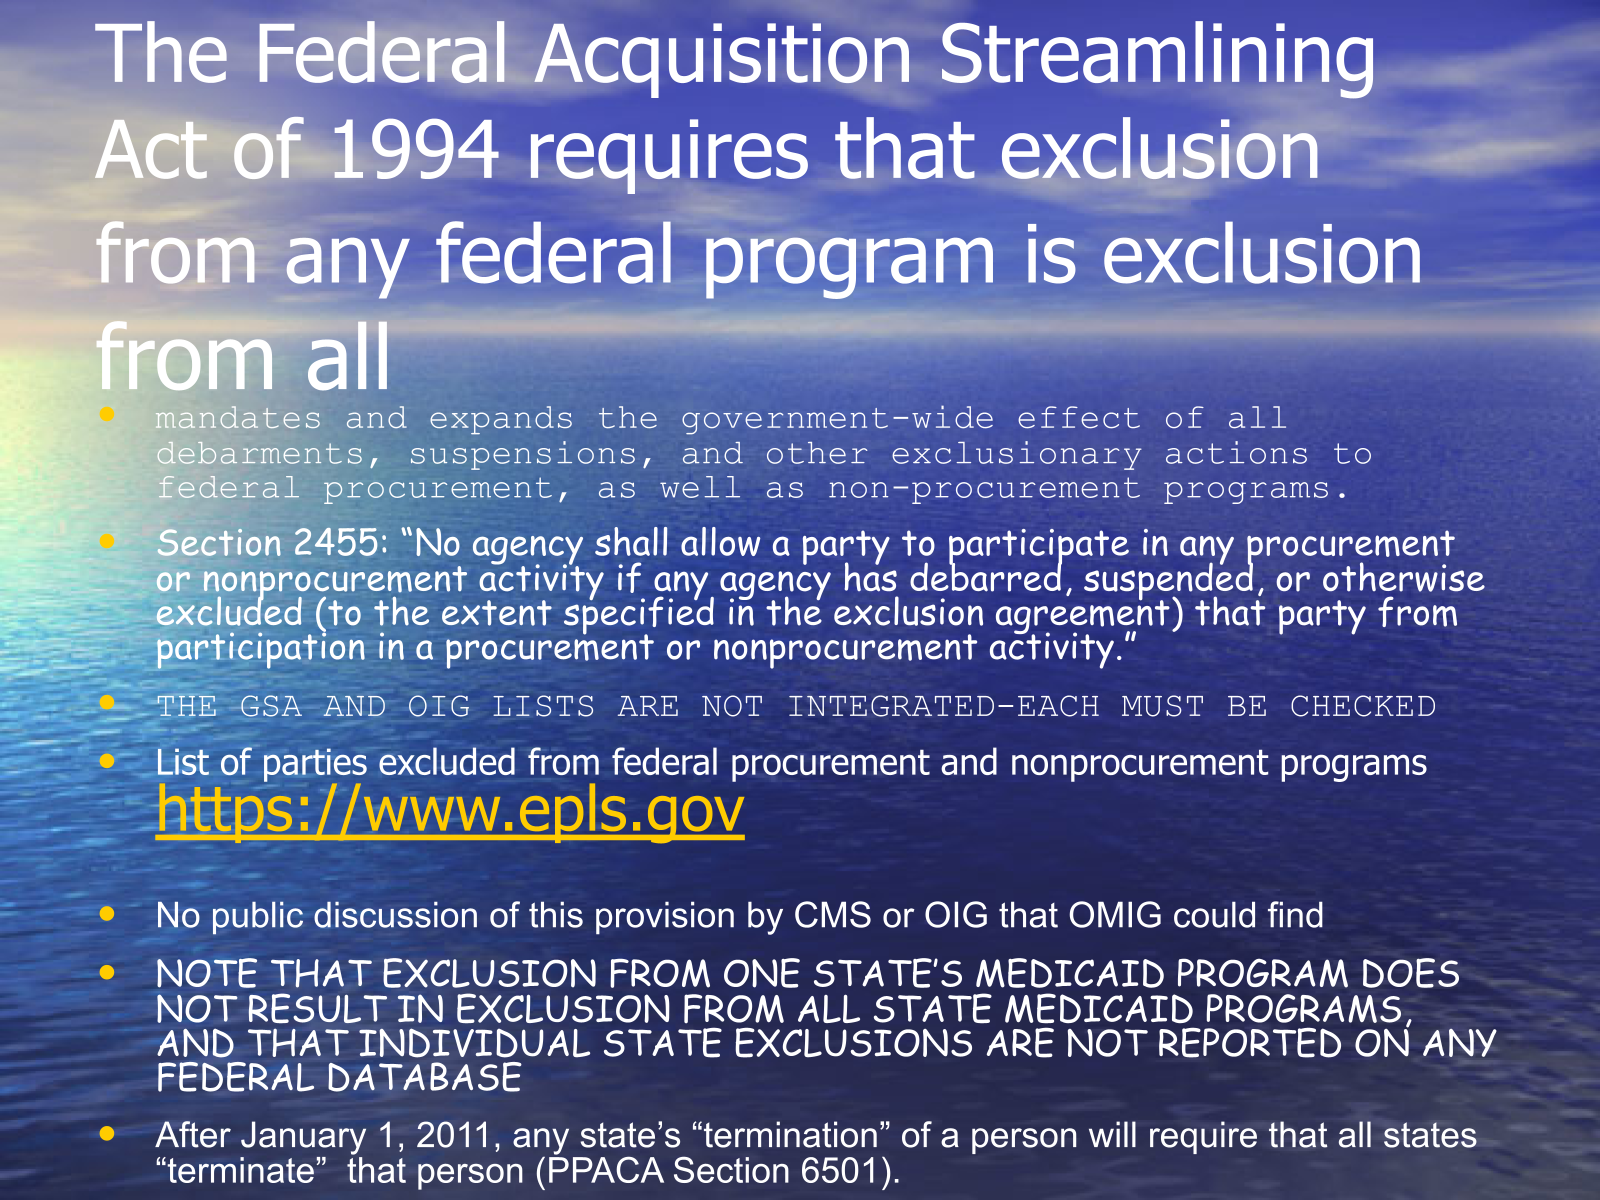 The Federal Acquisition Streamlining
Act of 1994 requires that exclusion
from any federal program is exclusion
from all
• mandates and expands the government-wide effect of all
debarments, suspensions, and other exclusionary actions to
federal procurement, as well as non-procurement programs.
• Section 2455: “No agency shall allow a party to participate in any procurement
or nonprocurement activity if any agency has debarred, suspended, or otherwise
excluded (to the extent specified in the exclusion agreement) that party from
participation in a procurement or nonprocurement activity.”
• THE GSA AND OIG LISTS ARE NOT INTEGRATED-EACH MUST BE CHECKED
• List of parties excluded from federal procurement and nonprocurement programs
https://www.epls.gov
• No public discussion of this provision by CMS or OIG that OMIG could find
• NOTE THAT EXCLUSION FROM ONE STATE’S MEDICAID PROGRAM DOES
NOT RESULT IN EXCLUSION FROM ALL STATE MEDICAID PROGRAMS,
AND THAT INDIVIDUAL STATE EXCLUSIONS ARE NOT REPORTED ON ANY
FEDERAL DATABASE
• After January 1, 2011, any state’s “termination” of a person will require that all states
“terminate”  that person (PPACA Section 6501).